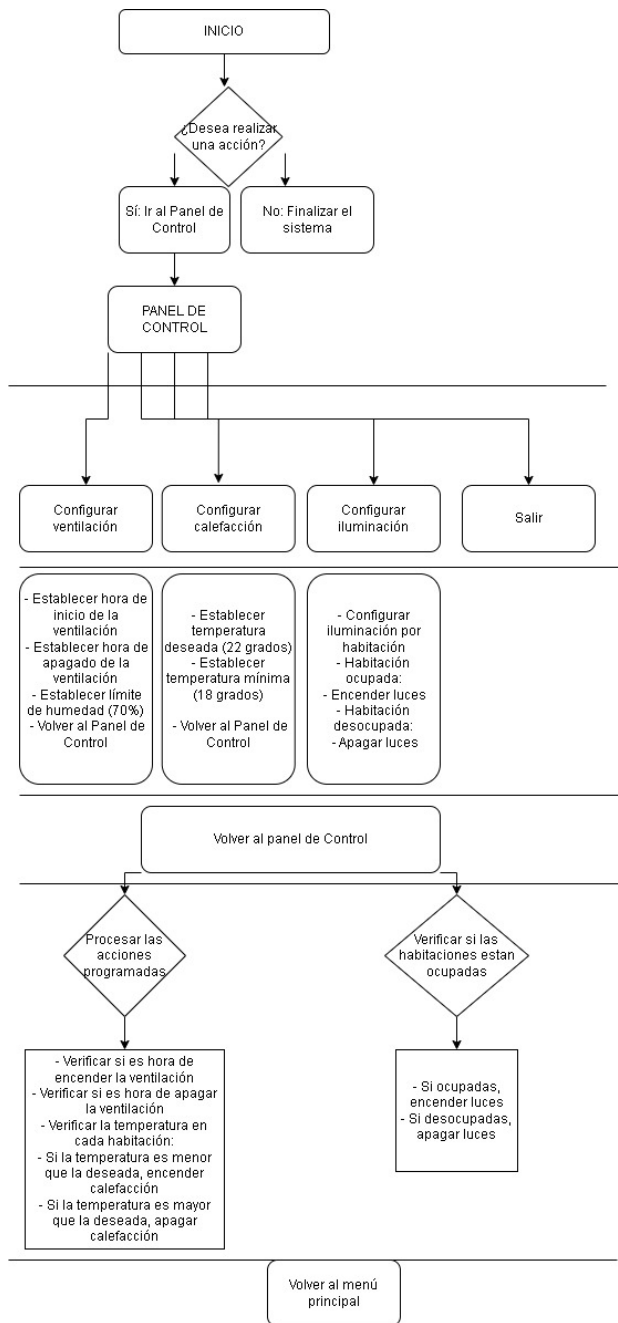 INICIO
¿Desea realizar
una acción?
Sí: Ir al Panel de
Control
No: Finalizar el
sistema
PANEL DE
CONTROL
Configurar
ventilación
Configurar
calefacción
Configurar
iluminación
Salir
- Establecer hora de
inicio de la
ventilación
- Establecer hora de
apagado de la
ventilación
- Establecer límite
de humedad (70%)
- Volver al Panel de
Control
- Establecer
temperatura
deseada (22 grados)
- Establecer
temperatura mínima
(18 grados)
- Volver al Panel de
Control
- Configurar
iluminación por
habitación
- Habitación
ocupada:
- Encender luces
- Habitación
desocupada:
- Apagar luces
Volver al panel de Control
Procesar las
acciones
programadas
Verificar si las
habitaciones estan
ocupadas
- Verificar si es hora de
encender la ventilación
- Verificar si es hora de apagar
la ventilación
- Verificar la temperatura en
cada habitación:
- Si la temperatura es menor
que la deseada, encender
calefacción
- Si la temperatura es mayor
que la deseada, apagar
calefacción
- Si ocupadas,
encender luces
- Si desocupadas,
apagar luces
Volver al menú
principal